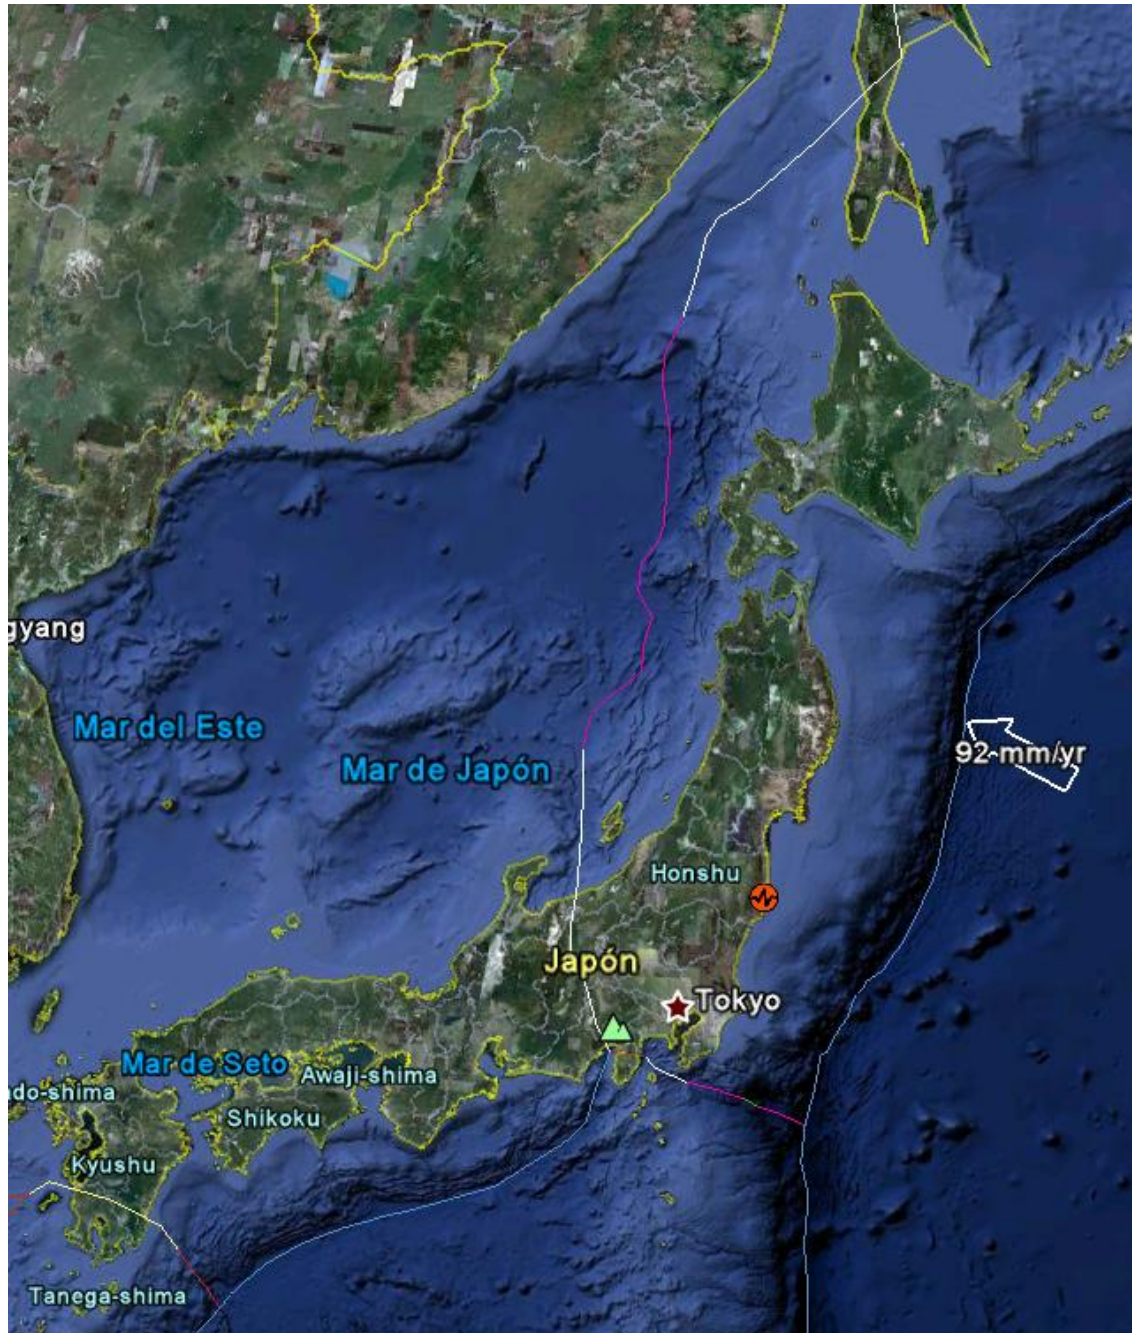 gyang
Mar del Este
Mar de Japón
92 mm/yr
Honshu
Japón
Tokyo
Mar de Seto
Awaji-shima
do-shima
Shikoku
Kyushu
Tanega-shima